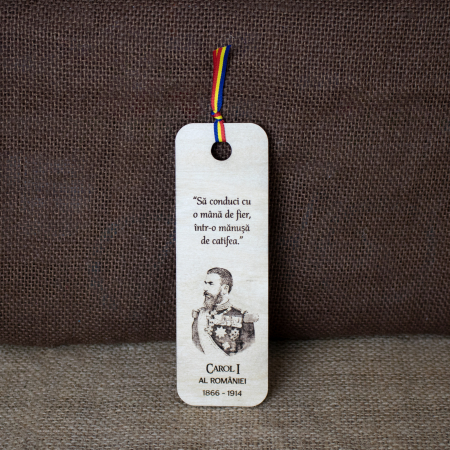 “Să conduci cu
o mână de fier,
într-o mănușă
de catifea.”
CAROL I
AL ROMÂNIEI
1866 - 1914